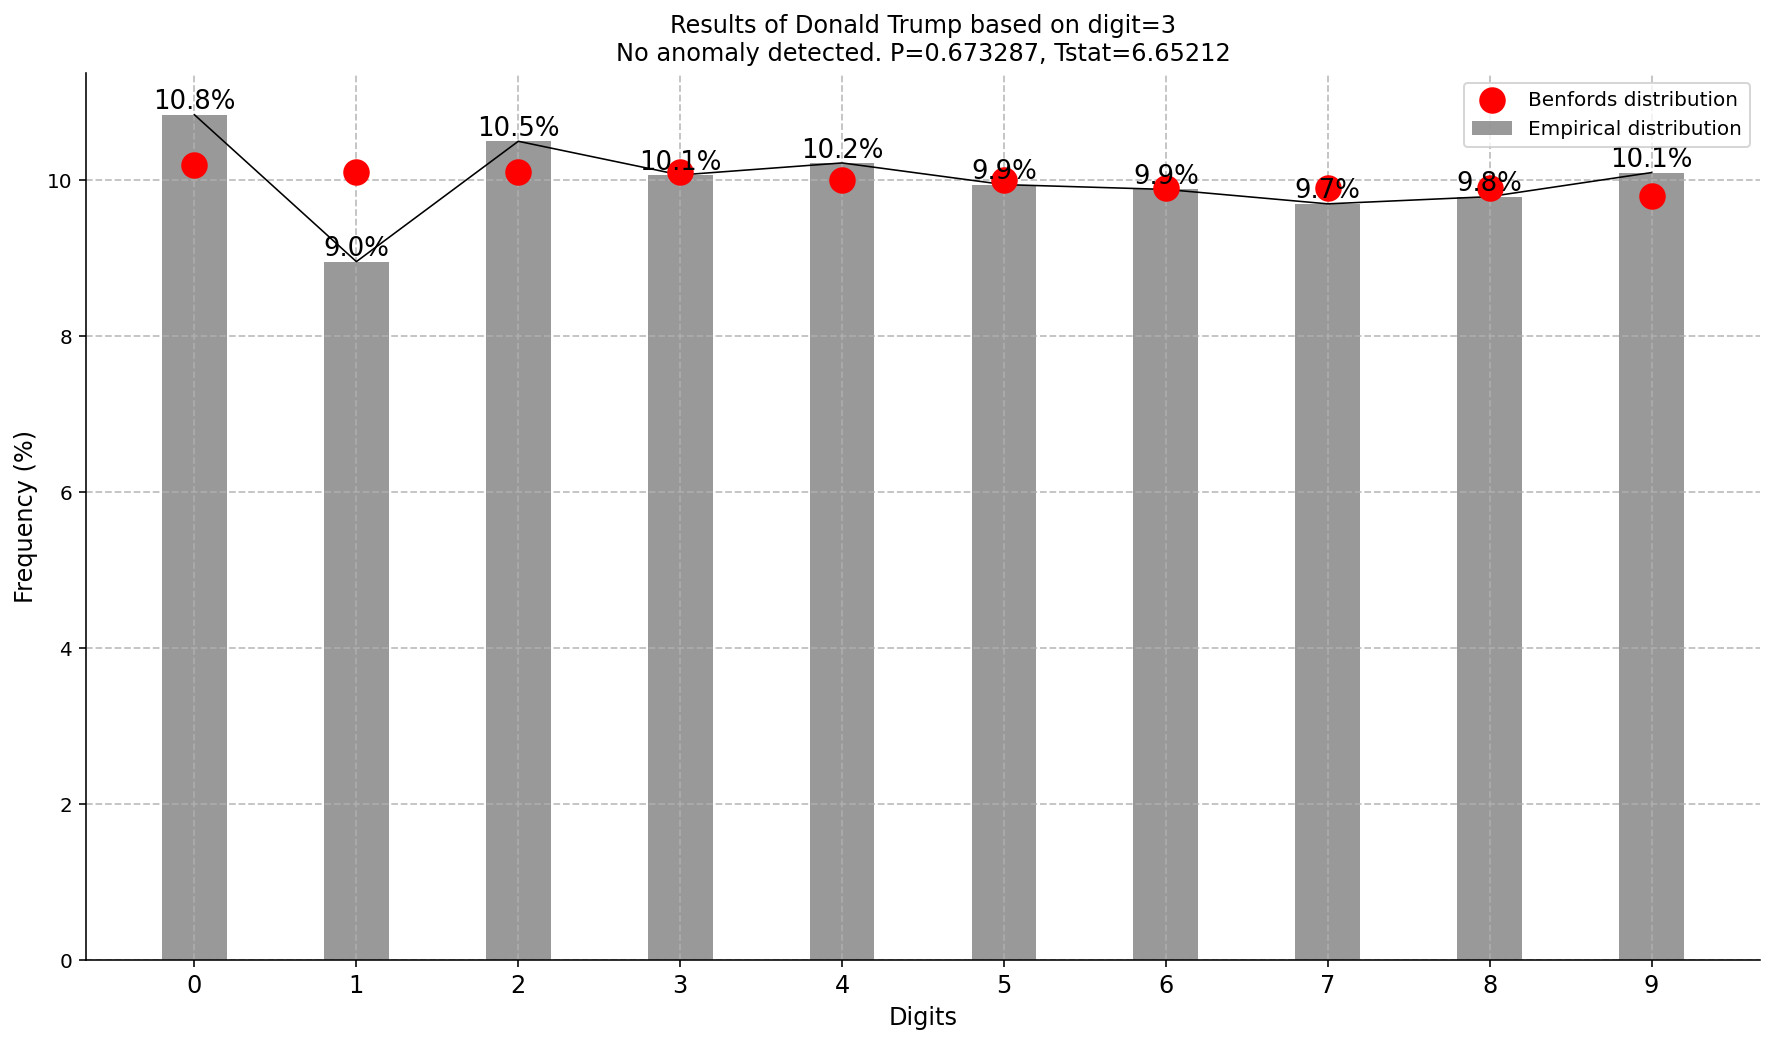 Results of Donald Trump based on digit=3
No anomaly detected. P=0.673287, Tstat=6.65212
Benfords distribution
Empirical distribution
10.8%
9.0%
10.5%
10.1%
10.2%
9.9%
9.9%
9.7%
9.8%
10.1%
Frequency (%)
10
8
6
4
2
0
0 1 2 3 4 5 6 7 8 9
Digits